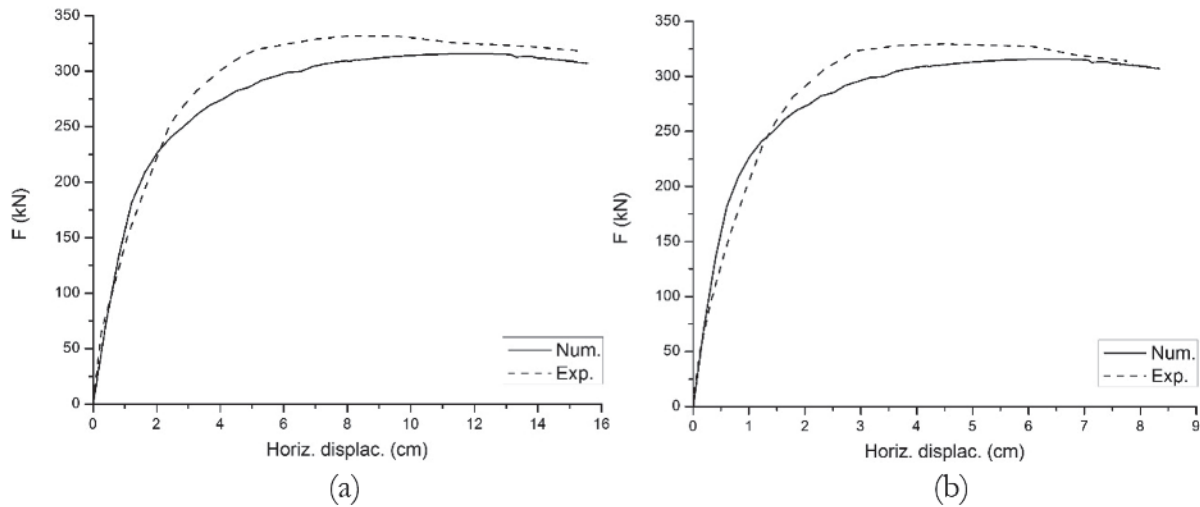 350
300
250
200
150
100
50
0
F (kN)
Num.
Exp.
0 2 4 6 8 10 12 14 16
Horiz. displac. (cm)
(a)
350
300
250
200
150
100
50
0
F (kN)
Num.
Exp.
0 1 2 3 4 5 6 7 8 9
Horiz. displac. (cm)
(b)